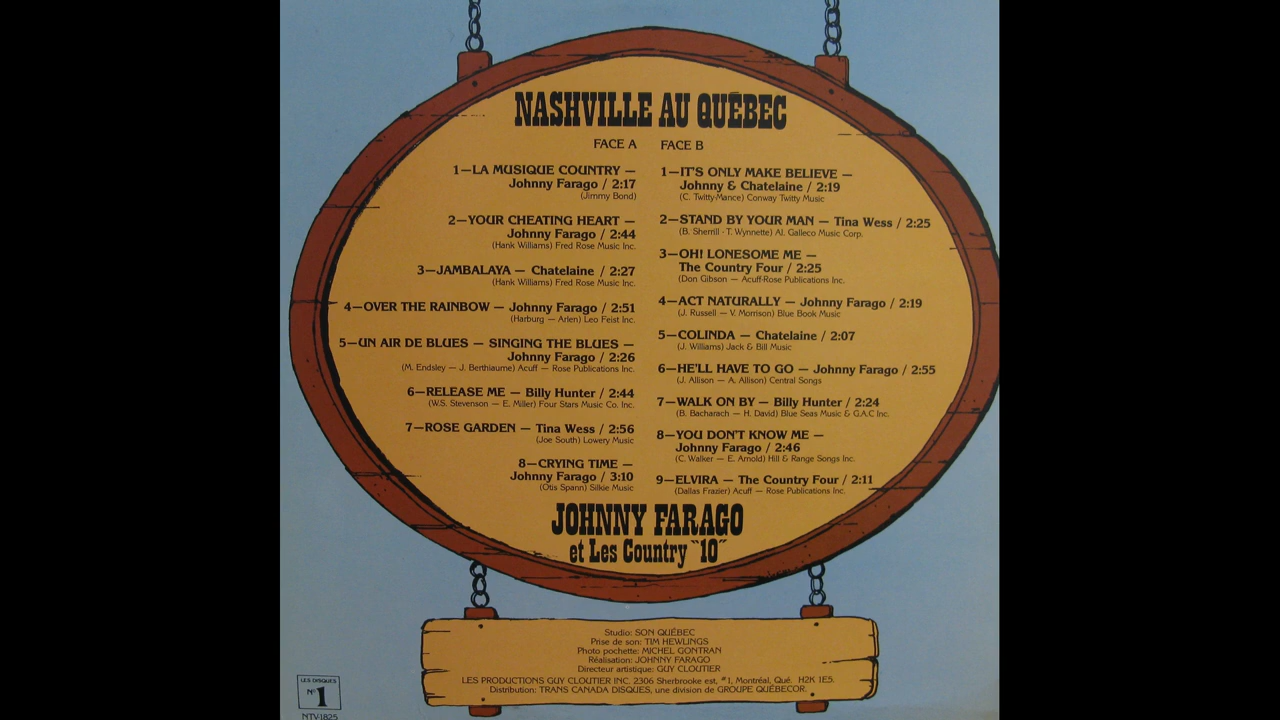 NASHVILLE AU QUÉBEC
FACE A
1—LA MUSIQUE COUNTRY —
Johnny Farago / 2:17
(Jimmy Bond)
2—YOUR CHEATING HEART —
Johnny Farago / 2:44
(Hank Williams) Fred Rose Music Inc.
3—JAMBALAYA — Chatelaine / 2:27
(Hank Williams) Fred Rose Music Inc.
4—OVER THE RAINBOW — Johnny Farago / 2:51
(Harburg — Arlen) Leo Feist Inc.
5—UN AIR DE BLUES — SINGING THE BLUES —
Johnny Farago / 2:26
(M. Endsley — J. Berthiaume) Acuff — Rose Publications Inc.
6—RELEASE ME — Billy Hunter / 2:44
(W.S. Stevenson — E. Miller) Four Stars Music Co. Inc.
7—ROSE GARDEN — Tina Wess / 2:56
(Joe South) Lowery Music
8—CRYING TIME —
Johnny Farago / 3:10
(Otis Spann) Silkie Music
FACE B
1—IT'S ONLY MAKE BELIEVE —
Johnny & Chatelaine / 2:19
(C. Twitty-Mance) Conway Twitty Music
2—STAND BY YOUR MAN — Tina Wess / 2:25
(B. Sherrill - T. Wynnette) Al. Galleco Music Corp.
3—OH! LONESOME ME —
The Country Four / 2:25
(Don Gibson — Acuff-Rose Publications Inc.
4—ACT NATURALLY — Johnny Farago / 2:19
(J. Russell — V. Morrison) Blue Book Music
5—COLINDA — Chatelaine / 2:07
(J. Williams) Jack & Bill Music
6—HE'LL HAVE TO GO — Johnny Farago / 2:55
(J. Allison — A. Allison) Central Songs
7—WALK ON BY — Billy Hunter / 2:24
(B. Bacharach — H. David) Blue Seas Music & G.A.C Inc.
8—YOU DON'T KNOW ME —
Johnny Farago / 2:46
(C. Walker — E. Arnold) Hill & Range Songs Inc.
9—ELVIRA — The Country Four / 2:11
(Dallas Frazier) Acuff — Rose Publications Inc.
JOHNNY FARAGO
et Les Country "10"
Studio: SON QUÉBEC
Prise de son: TIM HEWLINGS
Photo pochette: MICHEL GONTRAN
Réalisation: JOHNNY FARAGO
Directeur artistique: GUY CLOUTIER
LES PRODUCTIONS GUY CLOUTIER INC. 2306 Sherbrooke est, #1, Montréal, Qué. H2K 1E5.
Distribution: TRANS CANADA DISQUES, une division de GROUPE QUÉBECOR.
LES DISQUES
No 1
NTV-1825